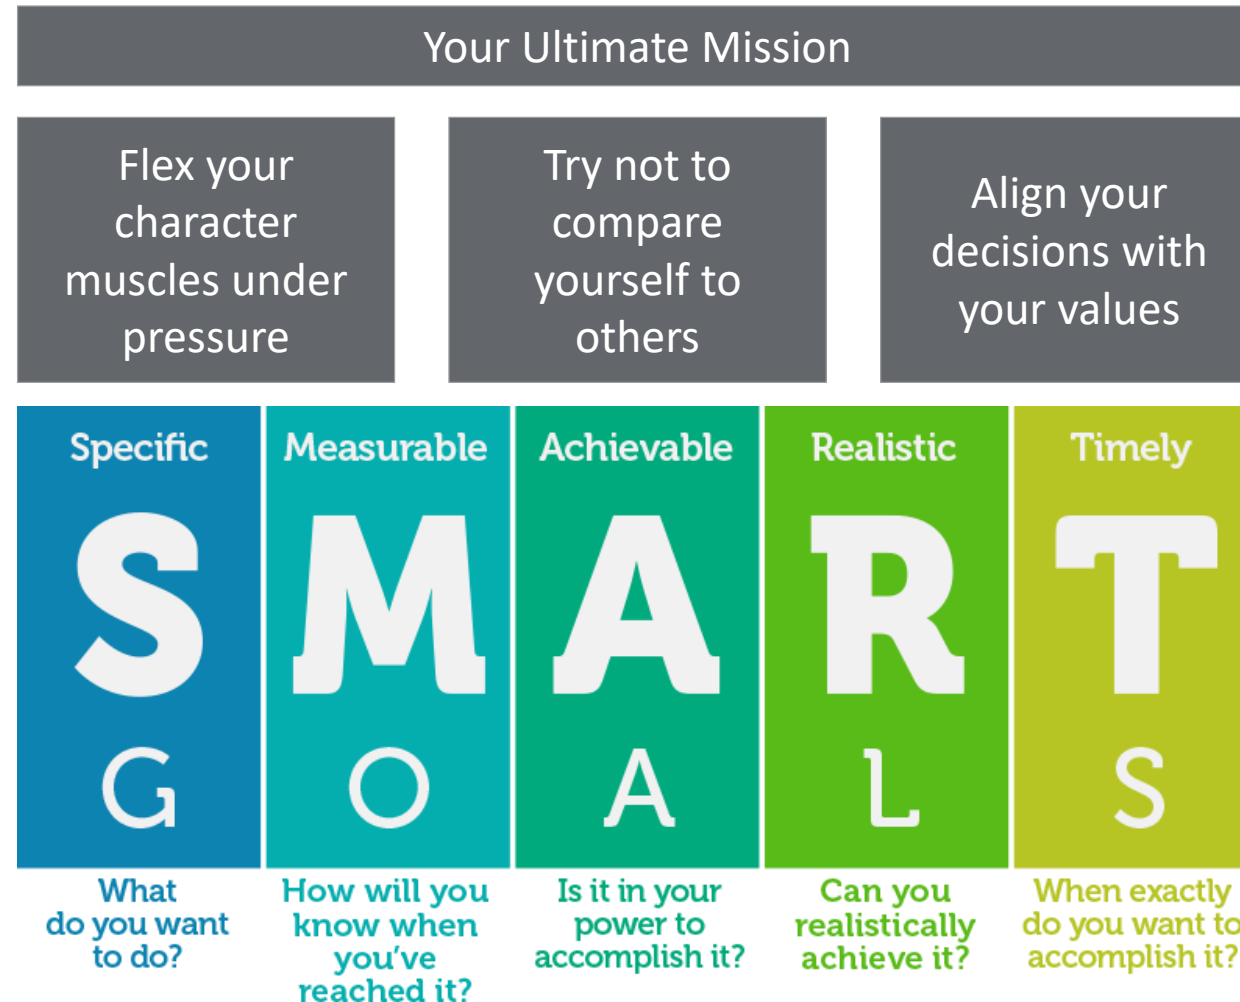 Your Ultimate Mission
Flex your
character
muscles under
pressure
Try not to
compare
yourself to
others
Align your
decisions with
your values
Specific
S
G
What
do you want
to do?
Measurable
M
O
How will you
know when
you've
reached it?
Achievable
A
A
Is it in your
power to
accomplish it?
Realistic
R
L
Can you
realistically
achieve it?
Timely
T
S
When exactly
do you want to
accomplish it?